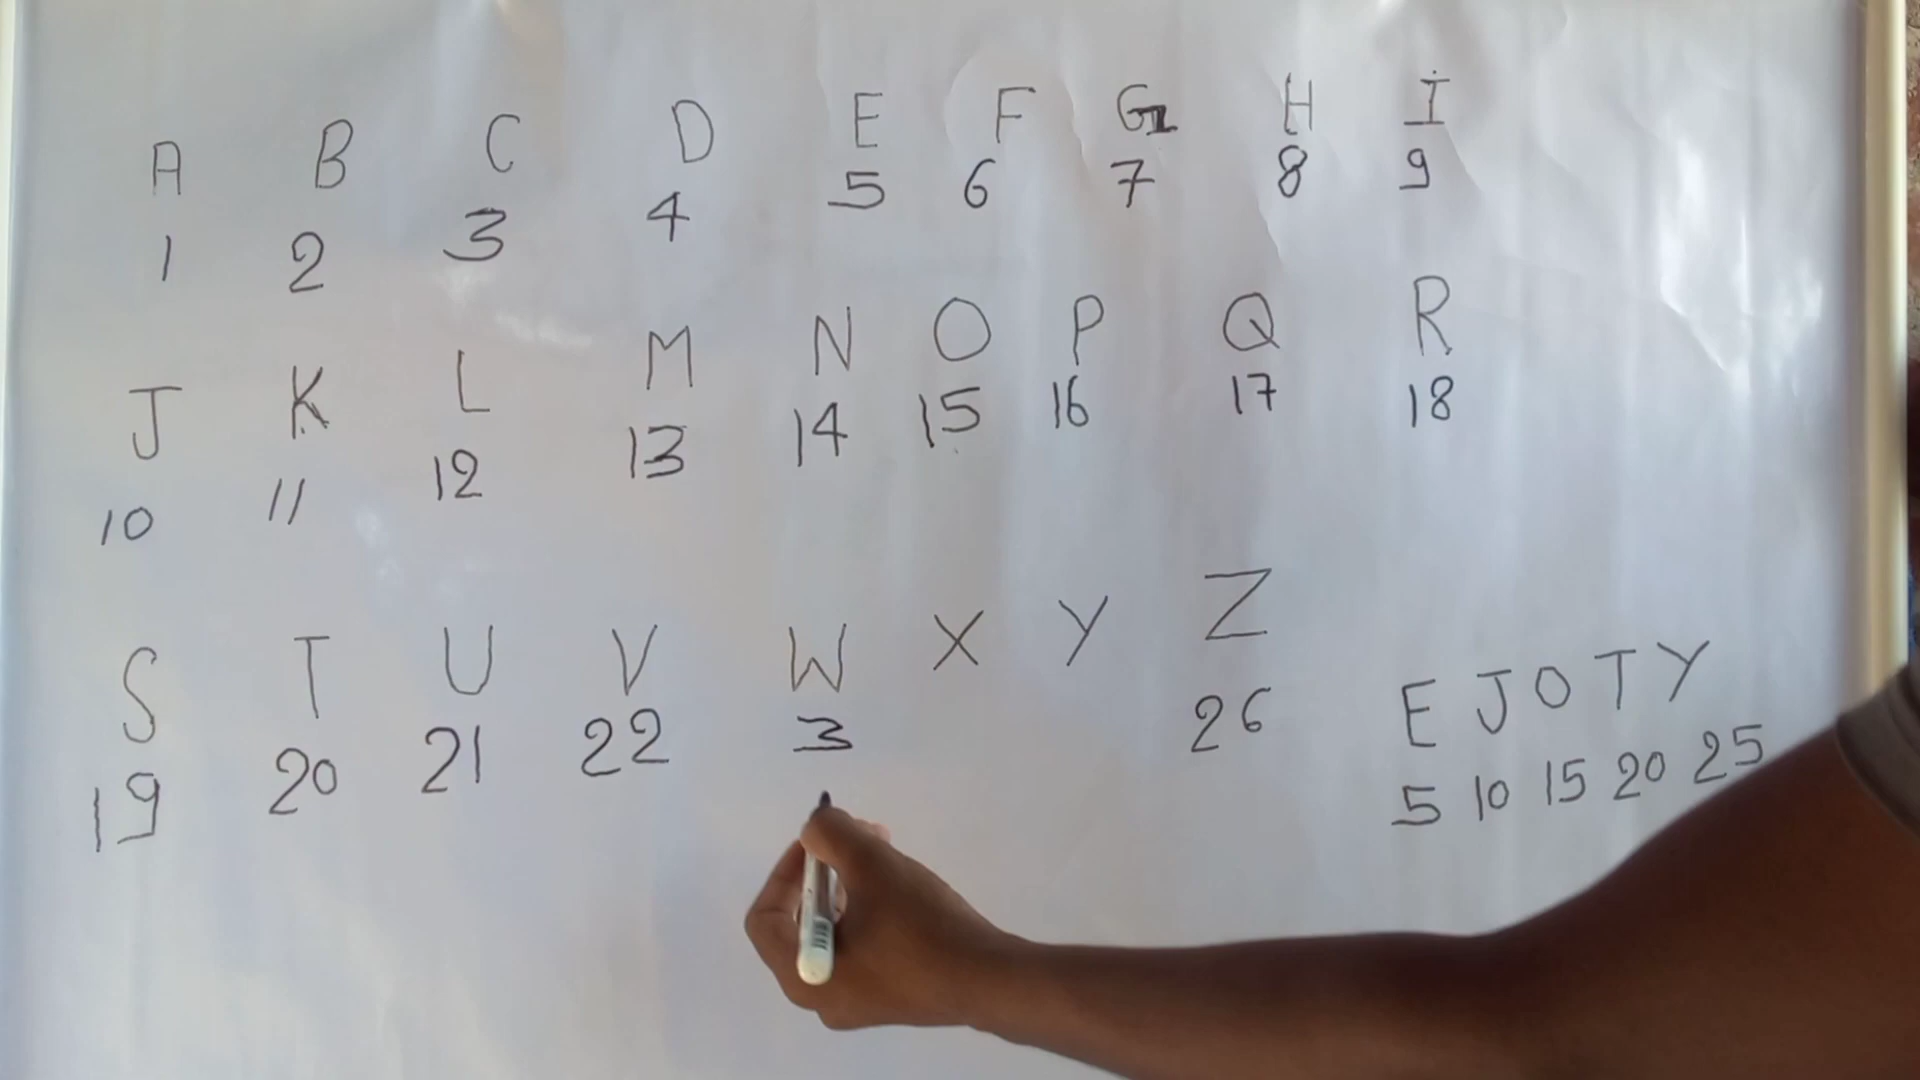 A B C D E F G H I
1 2 3 4 5 6 7 8 9
J K L M N O P Q R
10 11 12 13 14 15 16 17 18
S T U V W X Y Z
19 20 21 22 3 26
E J O T Y
5 10 15 20 25